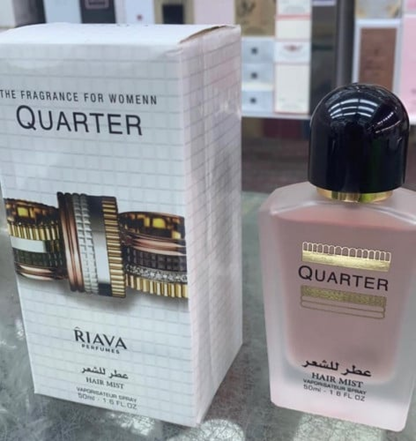 THE FRAGRANCE FOR WOMENN
QUARTER
RIAVA
PERFUMES
عطر للشعر
HAIR MIST
VAPORISATEUR SPRAY
50ml - 1.6 FL.OZ
QUARTER
عطر للشعر
HAIR MIST
VAPORISATEUR SPRAY
50ml - 1.6 FL.OZ